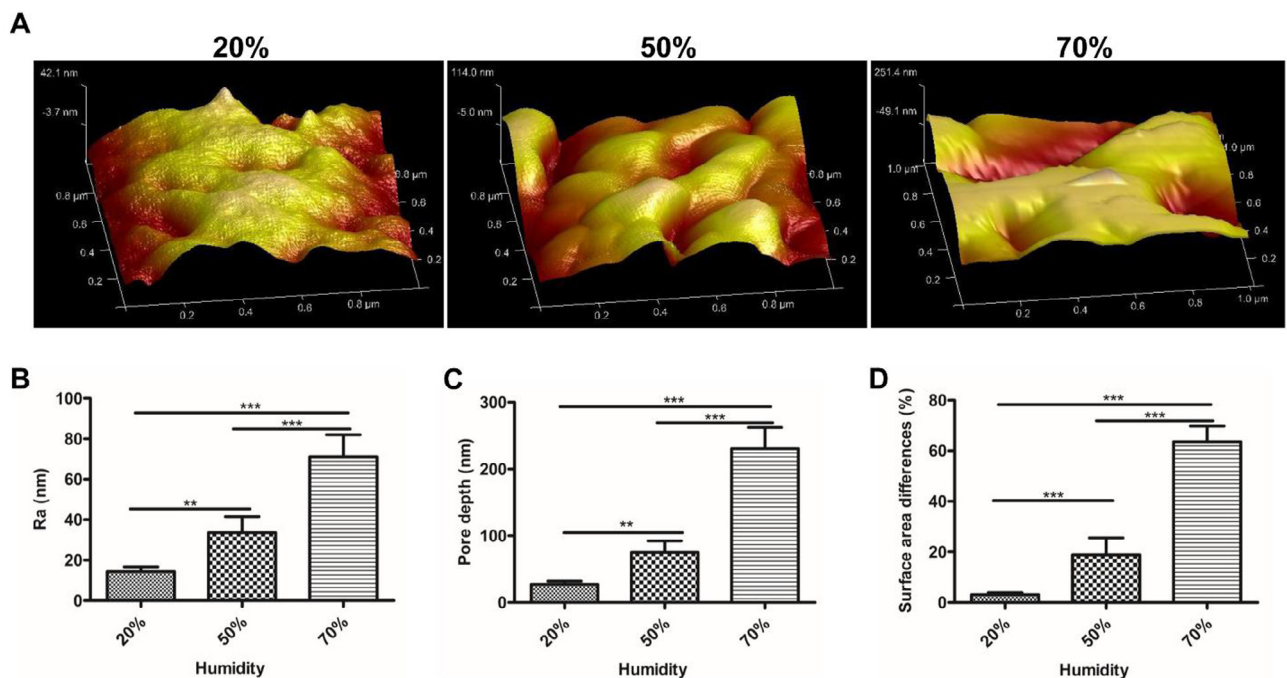 A
20%
50%
70%
42.1 nm
-3.7 nm
0.8 µm
0.6
0.4
0.2
0.2
0.4
0.6
0.8 µm
0.8 µm
0.6
0.4
0.2
114.0 nm
-5.0 nm
0.8 µm
0.6
0.4
0.2
0.2
0.4
0.6
0.8 µm
0.8 µm
0.6
0.4
0.2
251.4 nm
-49.1 nm
1.0 µm
0.8
0.6
0.4
0.2
0.2
0.4
0.6
0.8
1.0 µm
1.0 µm
0.8
0.6
0.4
0.2
B
Ra (nm)
100
80
60
40
20
0
***
***
**
20%
50%
70%
Humidity
C
Pore depth (nm)
300
200
100
0
***
***
**
20%
50%
70%
Humidity
D
Surface area differences (%)
80
60
40
20
0
***
***
***
20%
50%
70%
Humidity